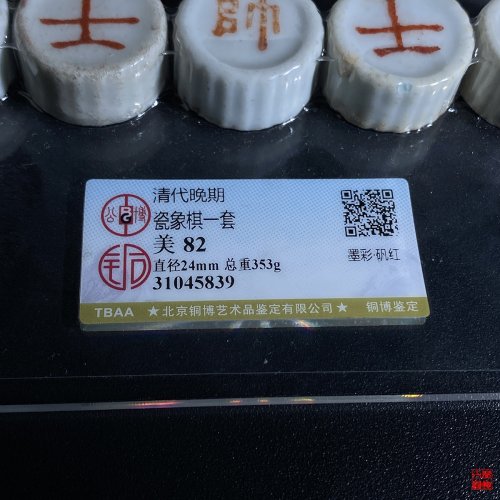 士 帥 士
清代晚期
瓷象棋一套
美 82
直径24mm 总重353g
31045839
墨彩·矾红
公博
TBAA ★北京铜博艺术品鉴定有限公司★ 铜博鉴定